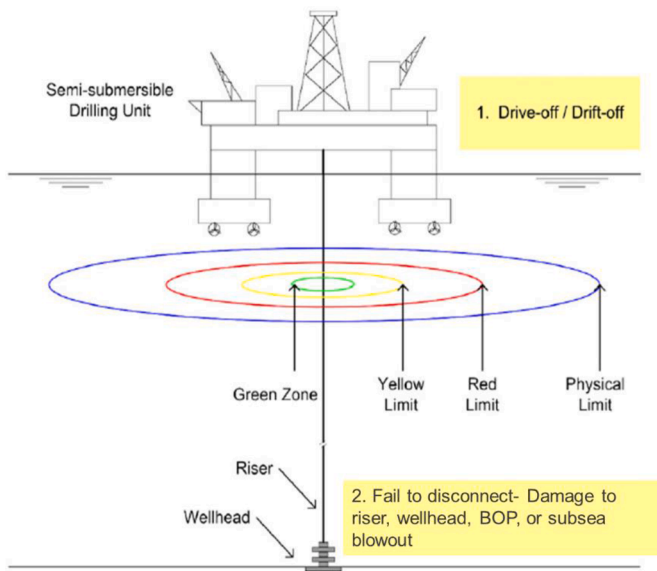 Semi-submersible
Drilling Unit
1. Drive-off / Drift-off
Green Zone
Yellow
Limit
Red
Limit
Physical
Limit
Riser
Wellhead
2. Fail to disconnect- Damage to
riser, wellhead, BOP, or subsea
blowout